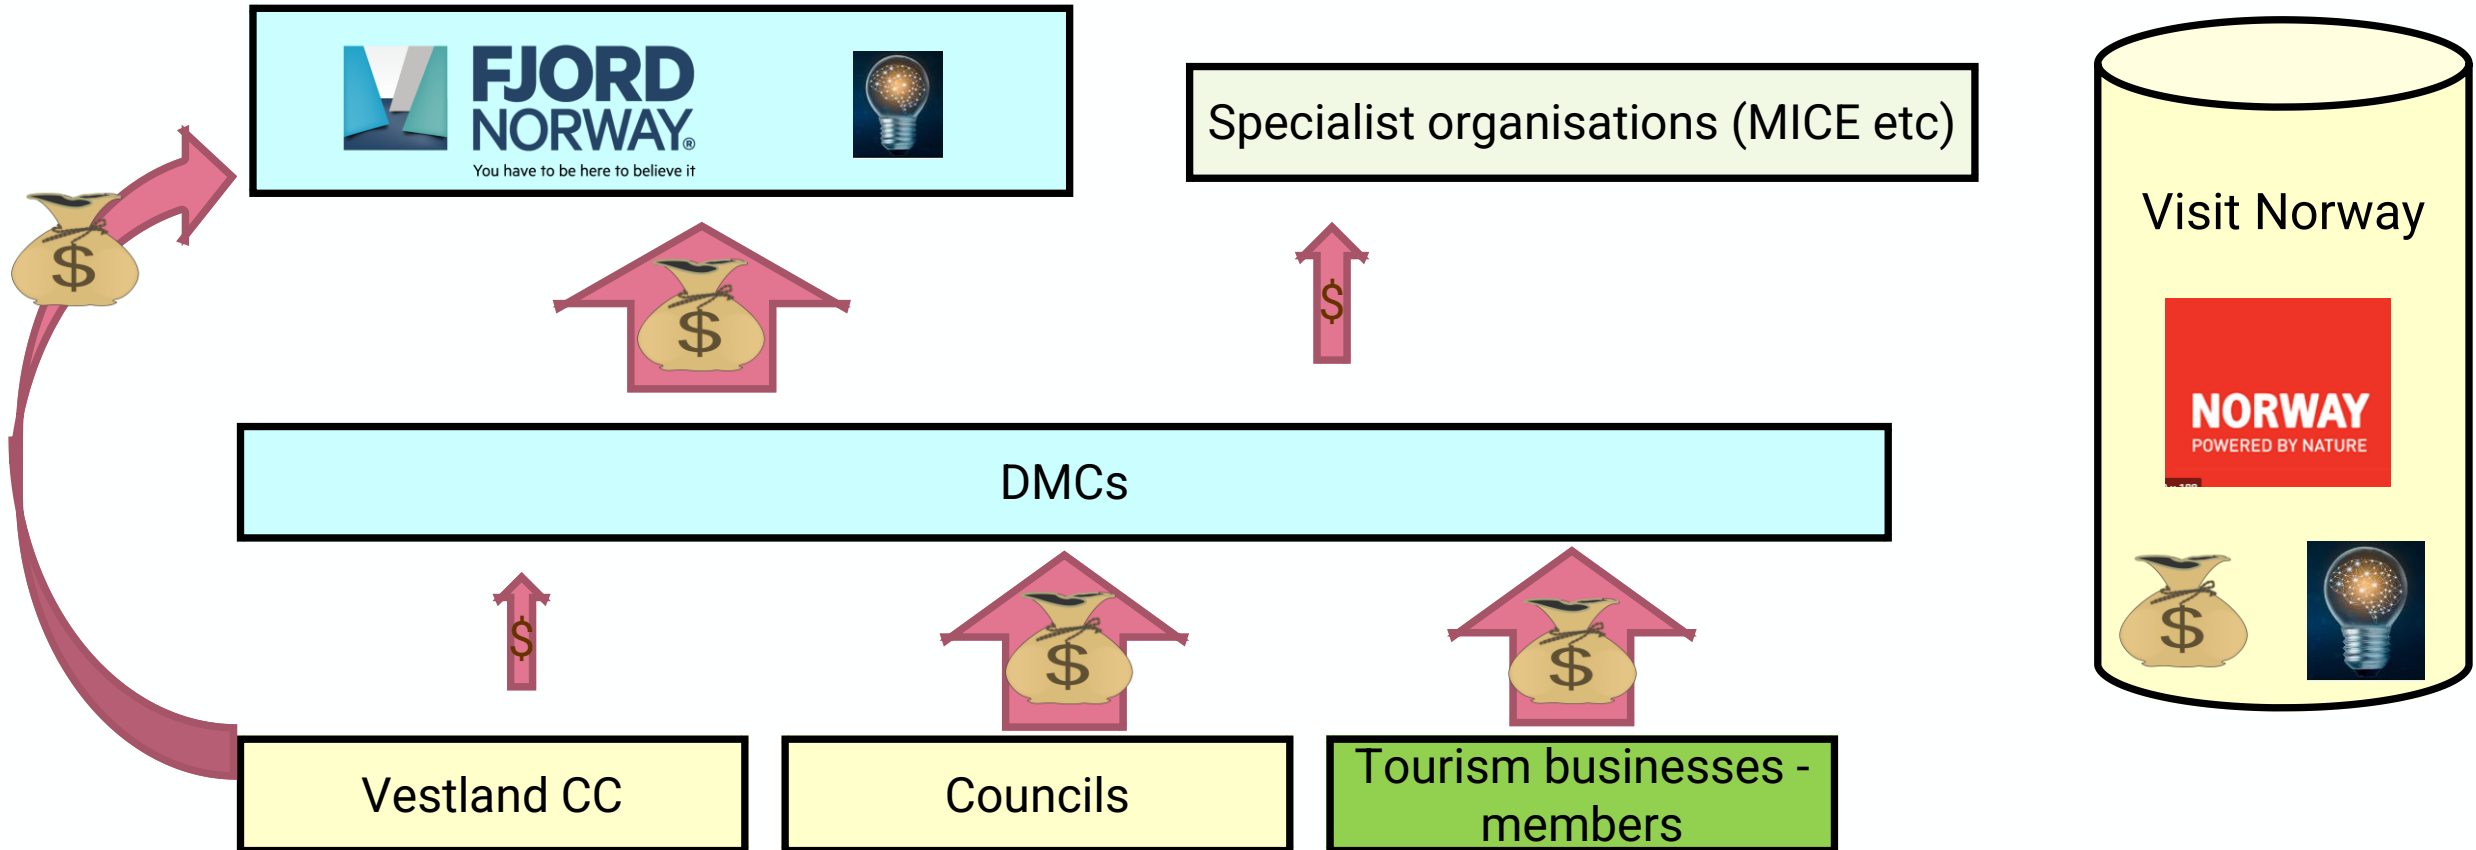 FJORD
NORWAY®
You have to be here to believe it
Specialist organisations (MICE etc)
Visit Norway
$
$
$
NORWAY
POWERED BY NATURE
DMCs
$
$
$
$
Vestland CC
Councils
Tourism businesses -
members